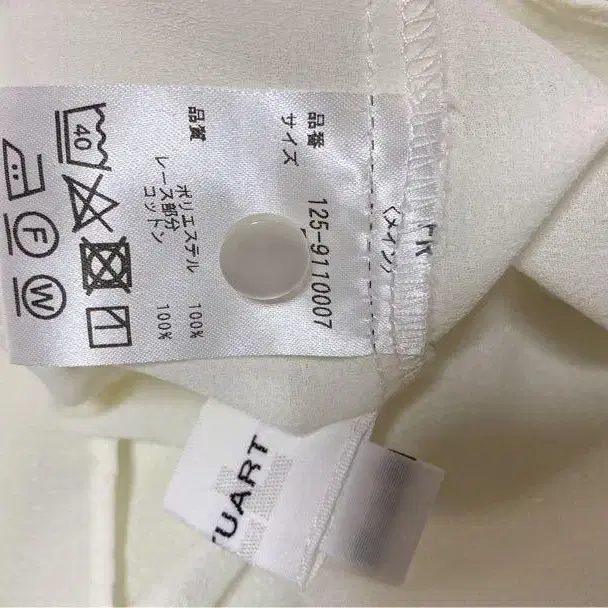 〈メイン〉
品番 125-9110007
サイズ
品質
ポリエステル 100%
レース部分
コットン 100%
40
F
W
TUART